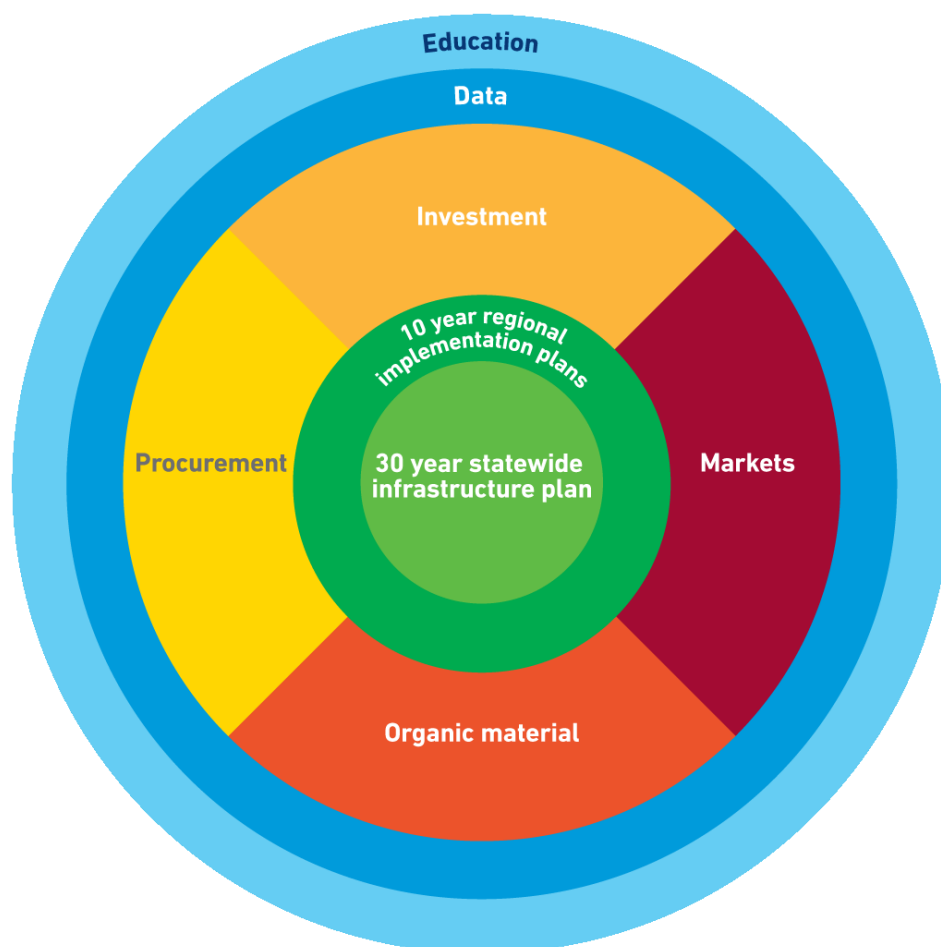 Education
Data
Investment
10 year regional
implementation plans
Procurement
30 year statewide
infrastructure plan
Markets
Organic material